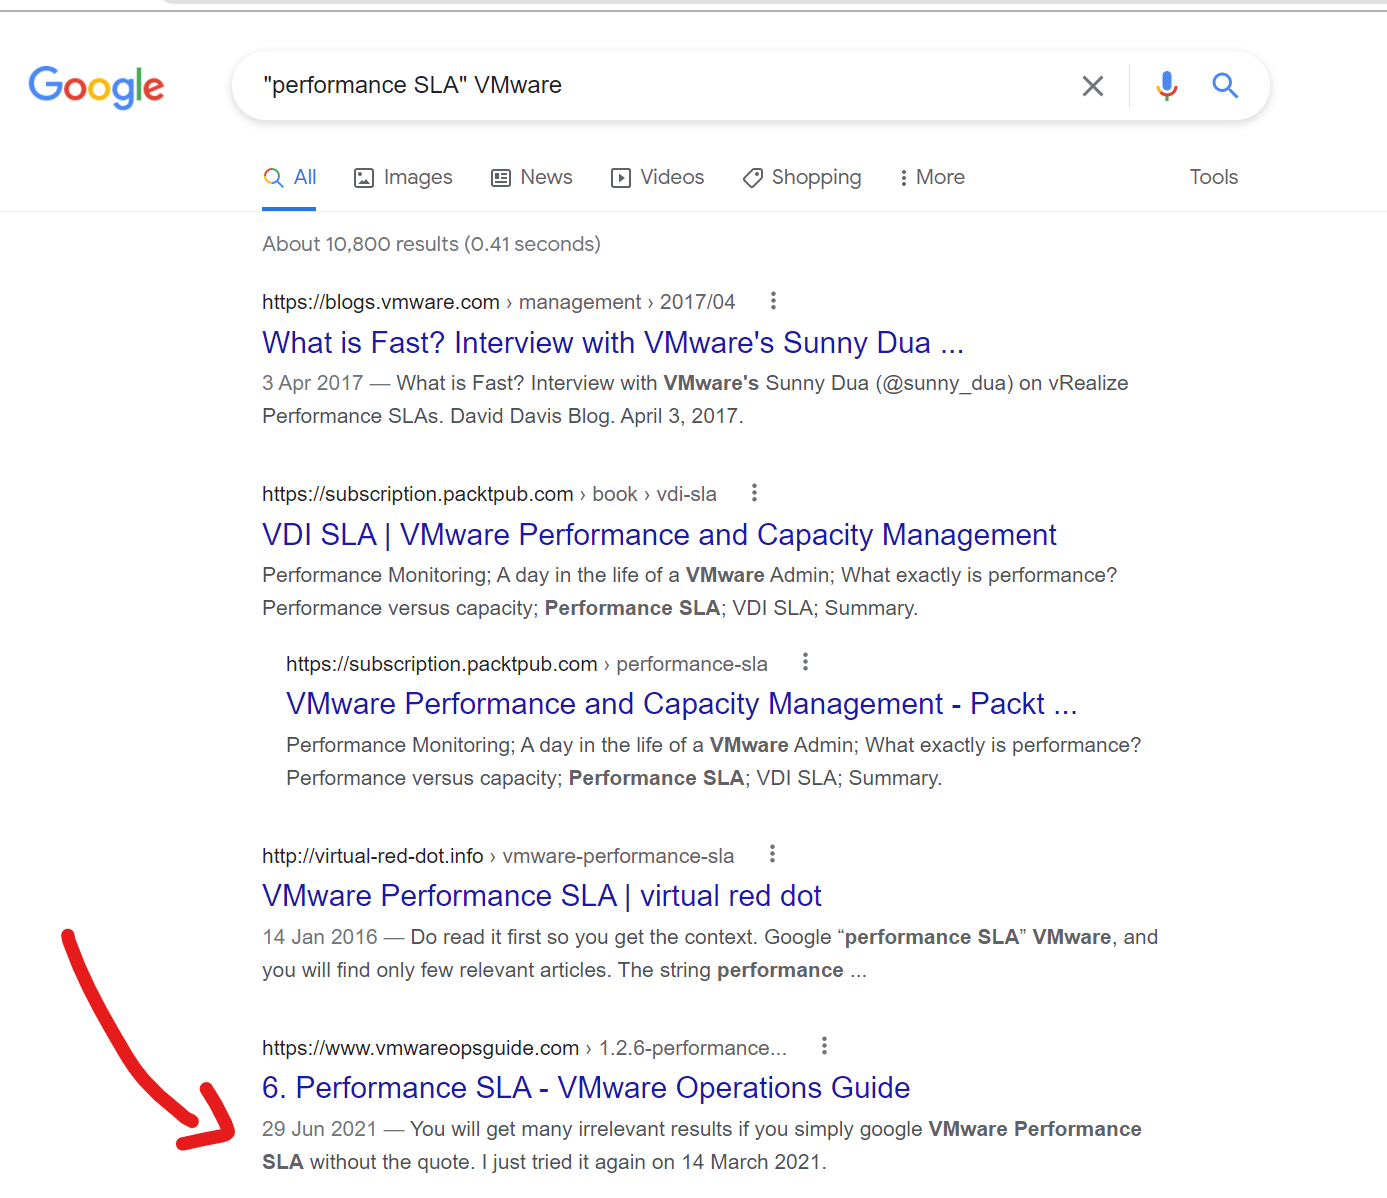 Google
"performance SLA" VMware
All Images News Videos Shopping More Tools
About 10,800 results (0.41 seconds)
https://blogs.vmware.com › management › 2017/04
What is Fast? Interview with VMware's Sunny Dua ...
3 Apr 2017 — What is Fast? Interview with VMware's Sunny Dua (@sunny_dua) on vRealize
Performance SLAs. David Davis Blog. April 3, 2017.
https://subscription.packtpub.com › book › vdi-sla
VDI SLA | VMware Performance and Capacity Management
Performance Monitoring; A day in the life of a VMware Admin; What exactly is performance?
Performance versus capacity; Performance SLA; VDI SLA; Summary.
https://subscription.packtpub.com › performance-sla
VMware Performance and Capacity Management - Packt ...
Performance Monitoring; A day in the life of a VMware Admin; What exactly is performance?
Performance versus capacity; Performance SLA; VDI SLA; Summary.
http://virtual-red-dot.info › vmware-performance-sla
VMware Performance SLA | virtual red dot
14 Jan 2016 — Do read it first so you get the context. Google “performance SLA” VMware, and
you will find only few relevant articles. The string performance ...
https://www.vmwareopsguide.com › 1.2.6-performance...
6. Performance SLA - VMware Operations Guide
29 Jun 2021 — You will get many irrelevant results if you simply google VMware Performance
SLA without the quote. I just tried it again on 14 March 2021.